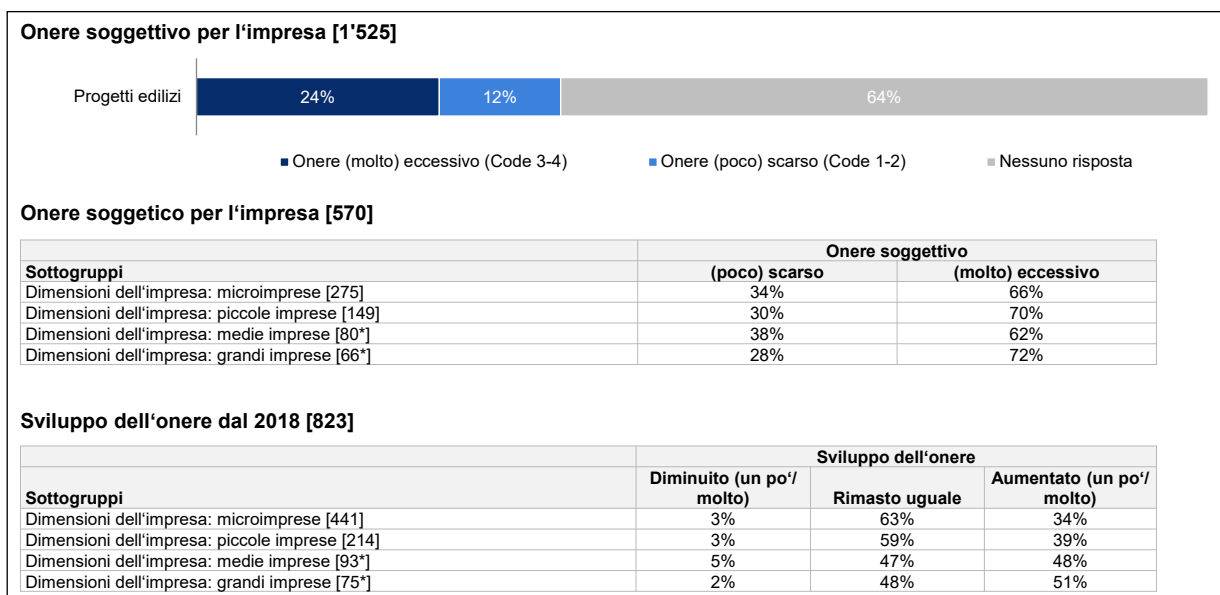 Onere soggettivo per l‘impresa [1'525]
Progetti edilizi 24% 12% 64%
Onere (molto) eccessivo (Code 3-4) Onere (poco) scarso (Code 1-2) Nessuno risposta
Onere soggetico per l‘impresa [570]
Onere soggettivo
Sottogruppi (poco) scarso (molto) eccessivo
Dimensioni dell‘impresa: microimprese [275] 34% 66%
Dimensioni dell‘impresa: piccole imprese [149] 30% 70%
Dimensioni dell‘impresa: medie imprese [80*] 38% 62%
Dimensioni dell‘impresa: grandi imprese [66*] 28% 72%
Sviluppo dell‘onere dal 2018 [823]
Sviluppo dell‘onere
Diminuito (un po‘/ Aumentato (un po‘/
Sottogruppi molto) Rimasto uguale molto)
Dimensioni dell‘impresa: microimprese [441] 3% 63% 34%
Dimensioni dell‘impresa: piccole imprese [214] 3% 59% 39%
Dimensioni dell‘impresa: medie imprese [93*] 5% 47% 48%
Dimensioni dell‘impresa: grandi imprese [75*] 2% 48% 51%